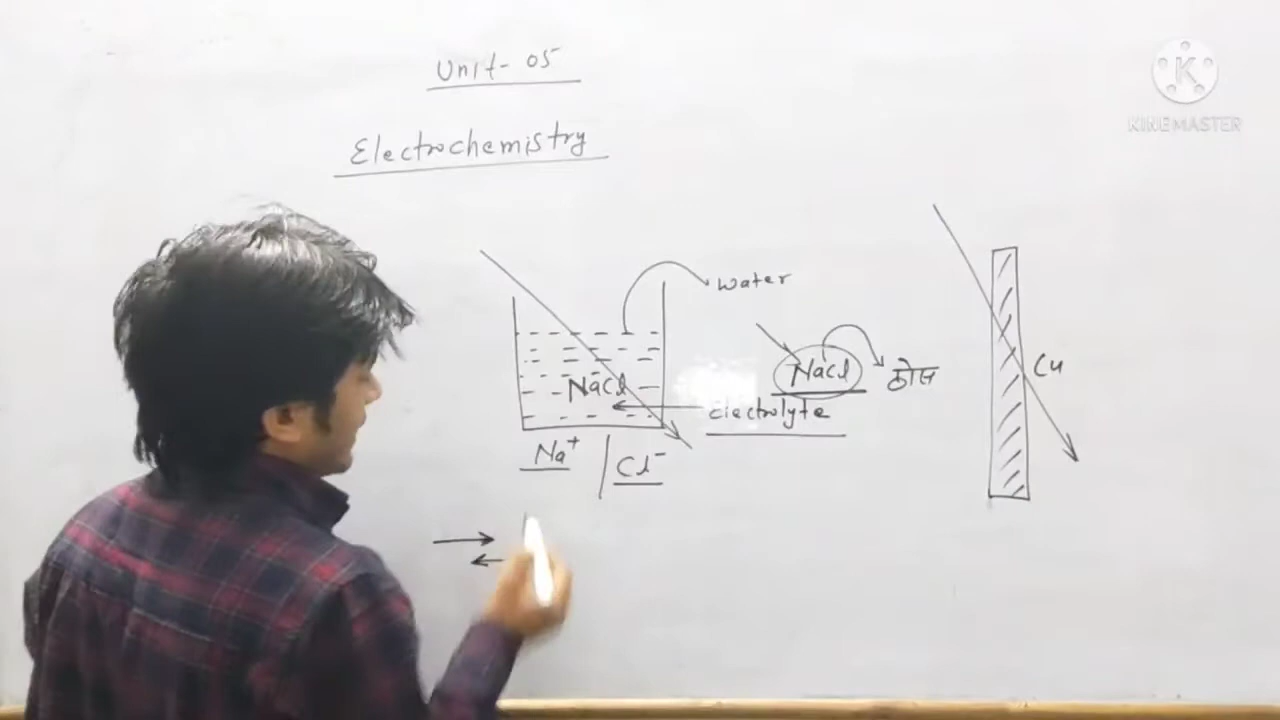 Unit-05
Electrochemistry
water
NaCl
NaCl
ठोस
Cu
electrolyte
Na⁺ / Cl⁻
K
KINEMASTER